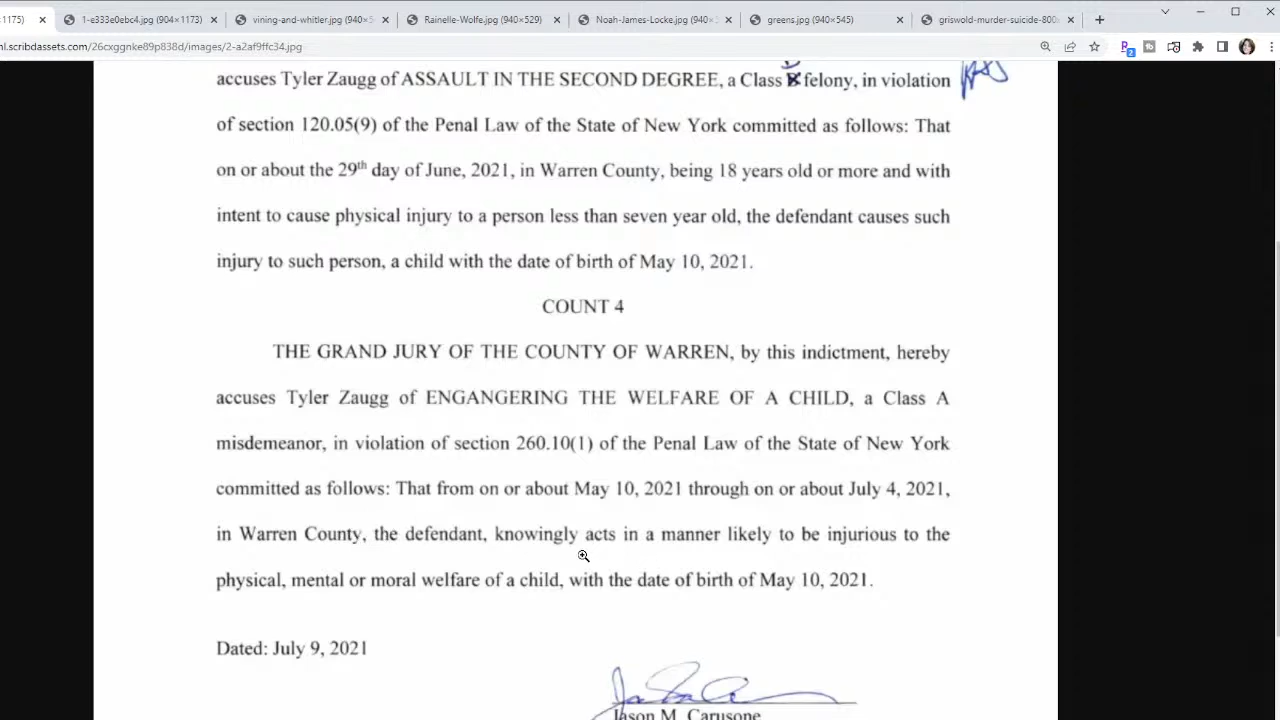 1175)
1-e333e0ebc4.jpg (904×1173)
vining-and-whitler.jpg (940×5
Rainelle-Wolfe.jpg (940×529)
Noah-James-Locke.jpg (940×
greens.jpg (940×545)
griswold-murder-suicide-800
ml.scribdassets.com/26cxggnke89p838d/images/2-a2af9ffc34.jpg
accuses Tyler Zaugg of ASSAULT IN THE SECOND DEGREE, a Class felony, in violation
of section 120.05(9) of the Penal Law of the State of New York committed as follows: That
on or about the 29th day of June, 2021, in Warren County, being 18 years old or more and with
intent to cause physical injury to a person less than seven year old, the defendant causes such
injury to such person, a child with the date of birth of May 10, 2021.
COUNT 4
THE GRAND JURY OF THE COUNTY OF WARREN, by this indictment, hereby
accuses Tyler Zaugg of ENGANGERING THE WELFARE OF A CHILD, a Class A
misdemeanor, in violation of section 260.10(1) of the Penal Law of the State of New York
committed as follows: That from on or about May 10, 2021 through on or about July 4, 2021,
in Warren County, the defendant, knowingly acts in a manner likely to be injurious to the
physical, mental or moral welfare of a child, with the date of birth of May 10, 2021.
Dated: July 9, 2021
Jason M. Carusone